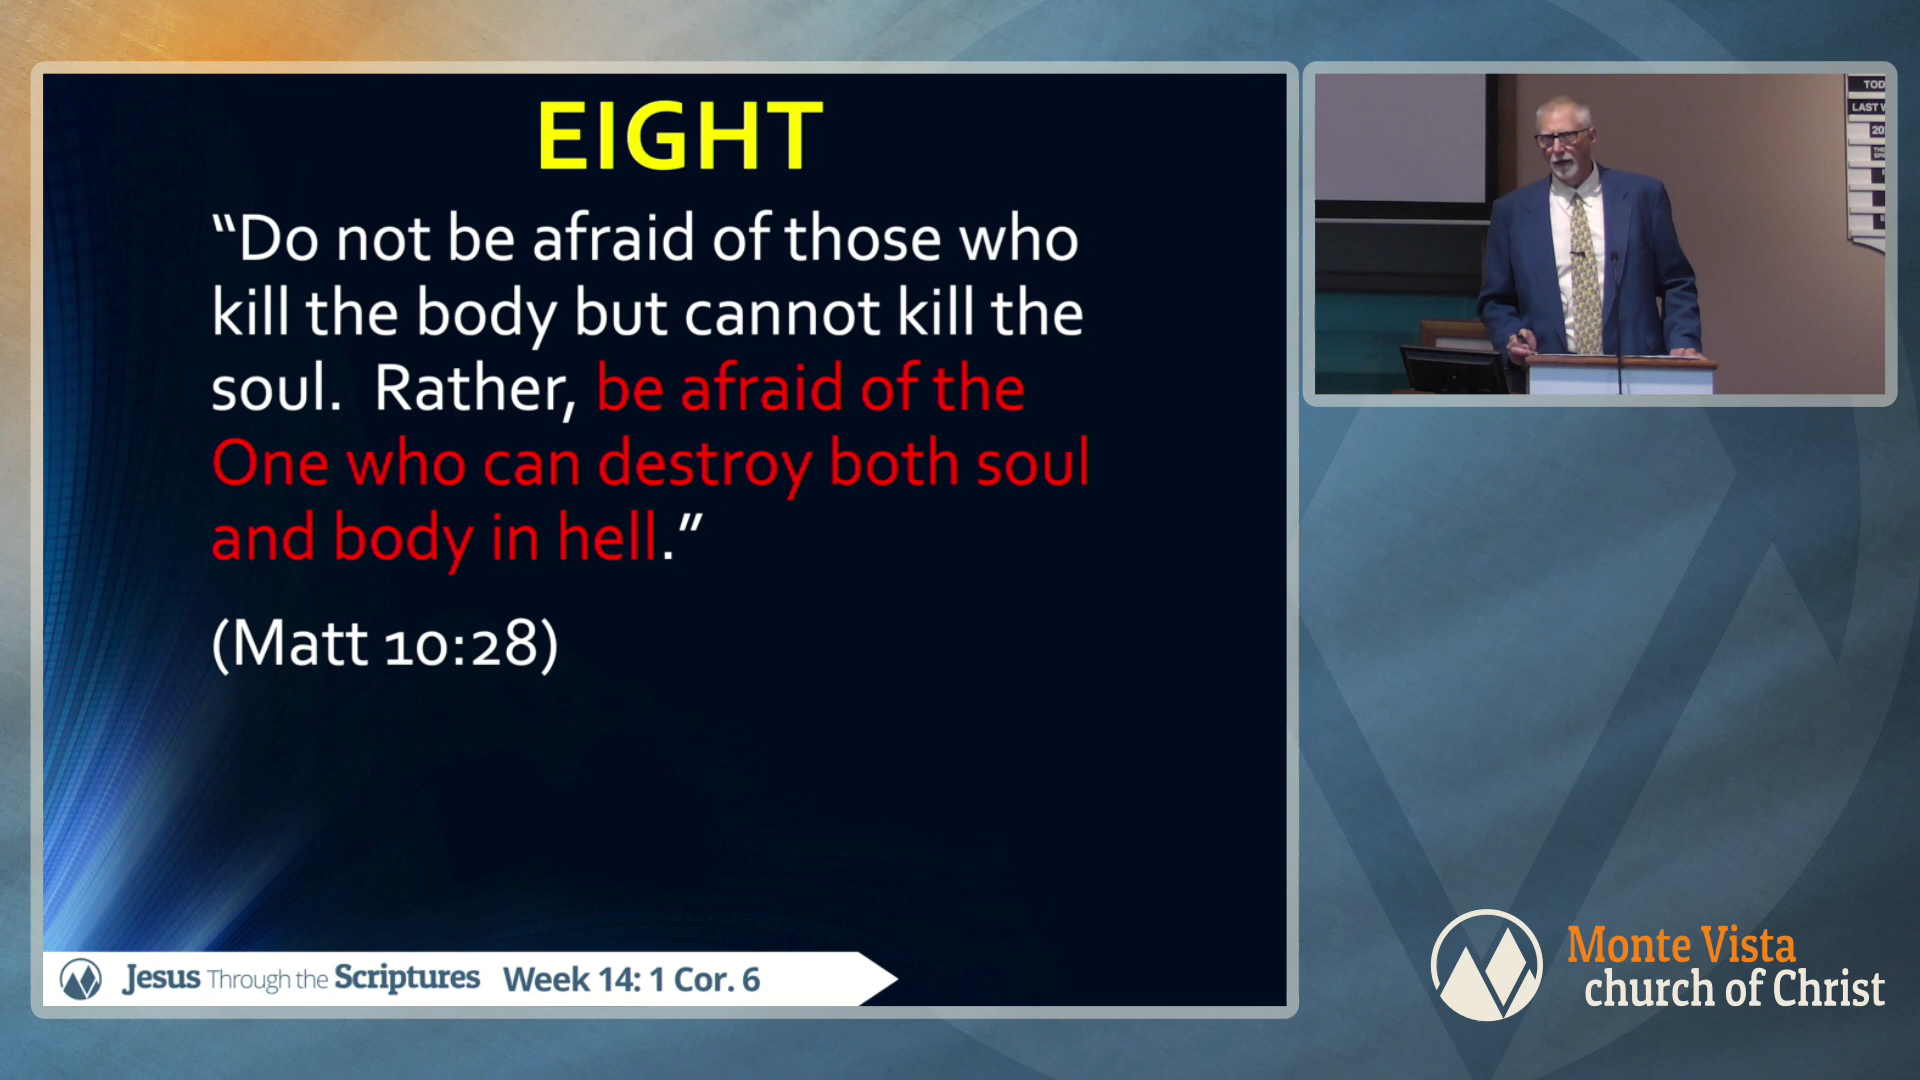 EIGHT
“Do not be afraid of those who
kill the body but cannot kill the
soul.  Rather, be afraid of the
One who can destroy both soul
and body in hell.”
(Matt 10:28)
Jesus Through the Scriptures Week 14: 1 Cor. 6
TOD
LAST W
20
Monte Vista
church of Christ